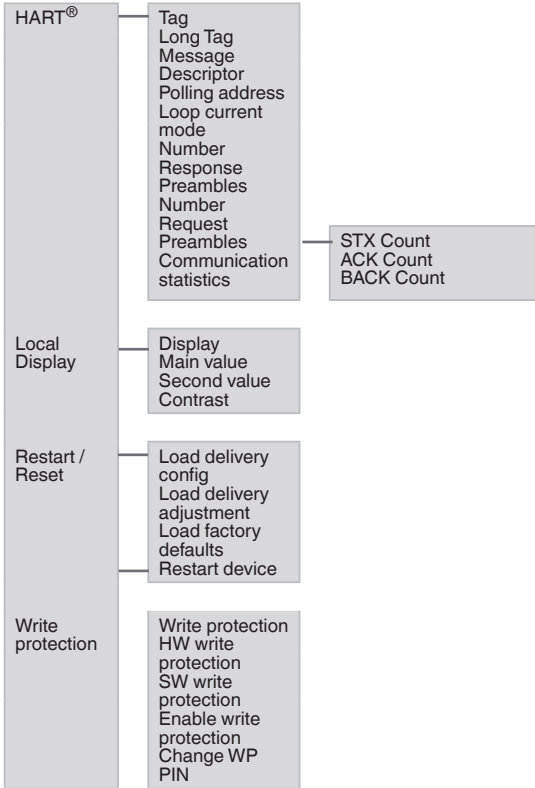 HART®
Tag
Long Tag
Message
Descriptor
Polling address
Loop current
mode
Number
Response
Preambles
Number
Request
Preambles
Communication
statistics
STX Count
ACK Count
BACK Count
Local
Display
Display
Main value
Second value
Contrast
Restart /
Reset
Load delivery
config
Load delivery
adjustment
Load factory
defaults
Restart device
Write
protection
Write protection
HW write
protection
SW write
protection
Enable write
protection
Change WP
PIN